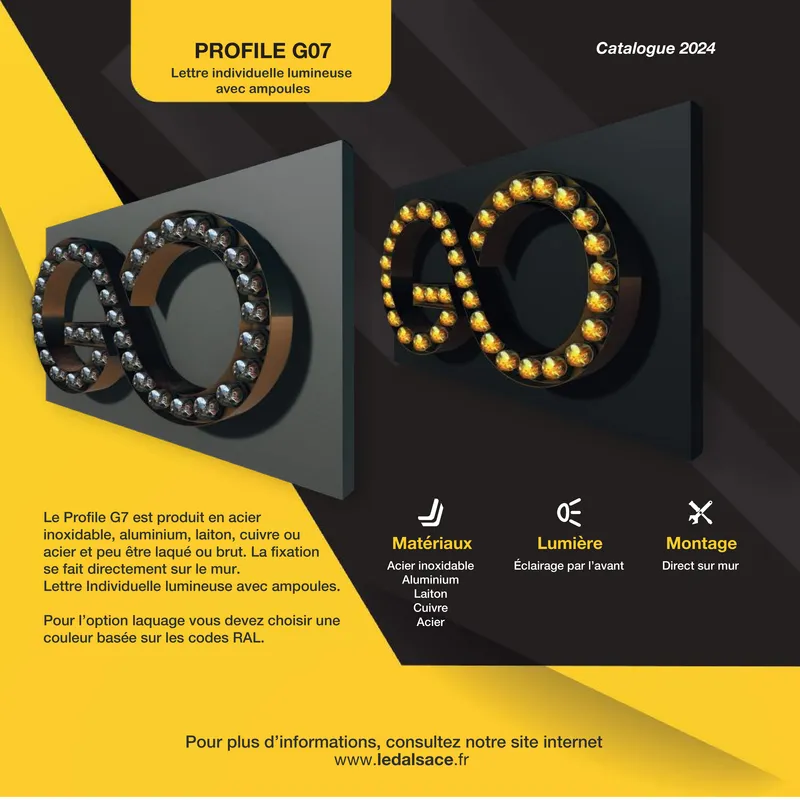 PROFILE G07
Lettre individuelle lumineuse
avec ampoules
Catalogue 2024
Le Profile G7 est produit en acier
inoxidable, aluminium, laiton, cuivre ou
acier et peu être laqué ou brut. La fixation
se fait directement sur le mur.
Lettre Individuelle lumineuse avec ampoules.
Pour l'option laquage vous devez choisir une
couleur basée sur les codes RAL.
Matériaux
Acier inoxidable
Aluminium
Laiton
Cuivre
Acier
Lumière
Éclairage par l'avant
Montage
Direct sur mur
Pour plus d'informations, consultez notre site internet
www.ledalsace.fr